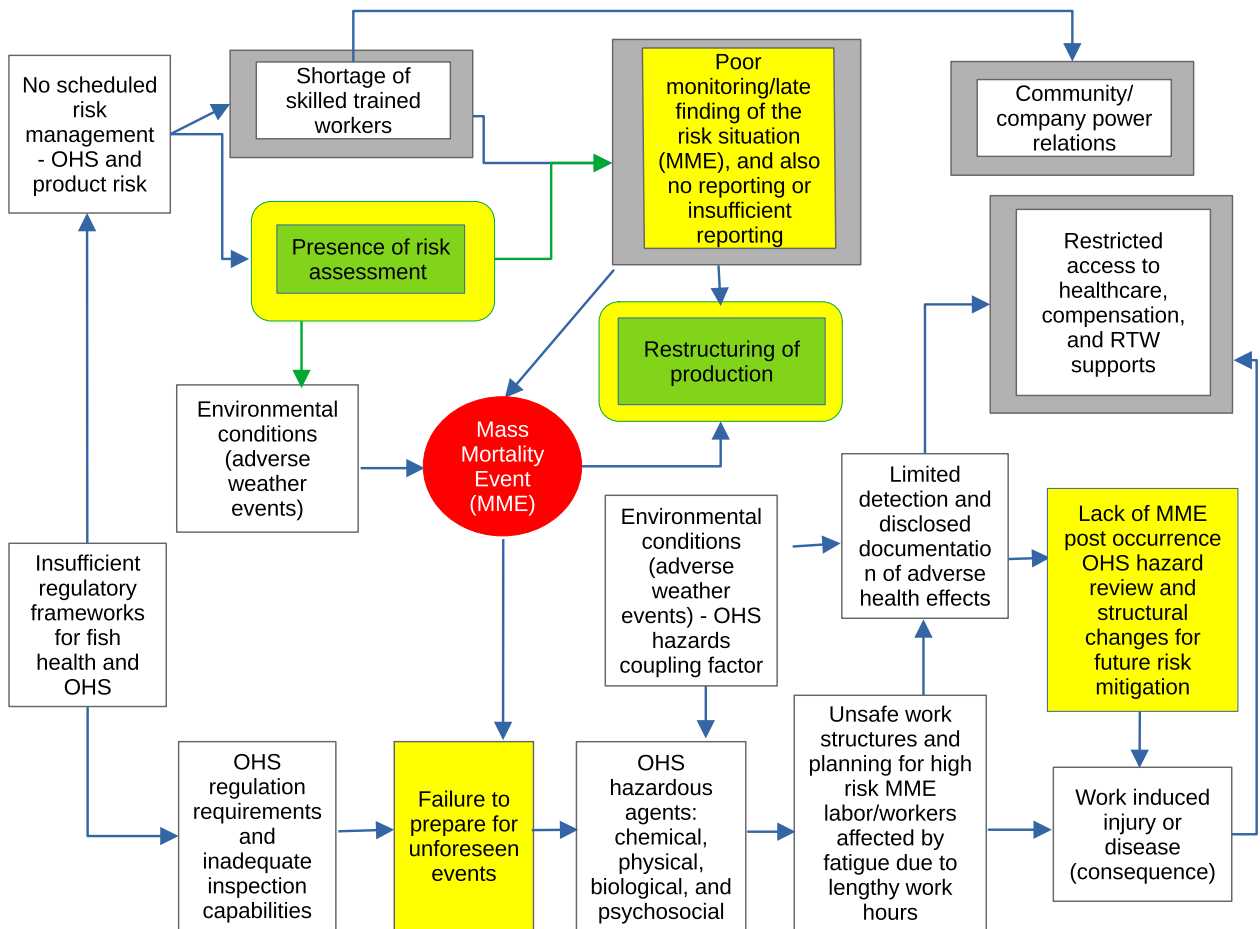 No scheduled
risk
management
- OHS and
product risk
Shortage of
skilled trained
workers
Poor
monitoring/late
finding of the
risk situation
(MME), and also
no reporting or
insufficient
reporting
Community/
company power
relations
Presence of risk
assessment
Restricted
access to
healthcare,
compensation,
and RTW
supports
Restructuring of
production
Environmental
conditions
(adverse
weather
events)
Mass
Mortality
Event
(MME)
Limited
detection and
disclosed
documentatio
n of adverse
health effects
Environmental
conditions
(adverse
weather
events) - OHS
hazards
coupling factor
Lack of MME
post occurrence
OHS hazard
review and
structural
changes for
future risk
mitigation
Insufficient
regulatory
frameworks
for fish
health and
OHS
OHS
regulation
requirements
and
inadequate
inspection
capabilities
Failure to
prepare for
unforeseen
events
OHS
hazardous
agents:
chemical,
physical,
biological, and
psychosocial
Unsafe work
structures and
planning for high
risk MME
labor/workers
affected by
fatigue due to
lengthy work
hours
Work induced
injury or
disease
(consequence)